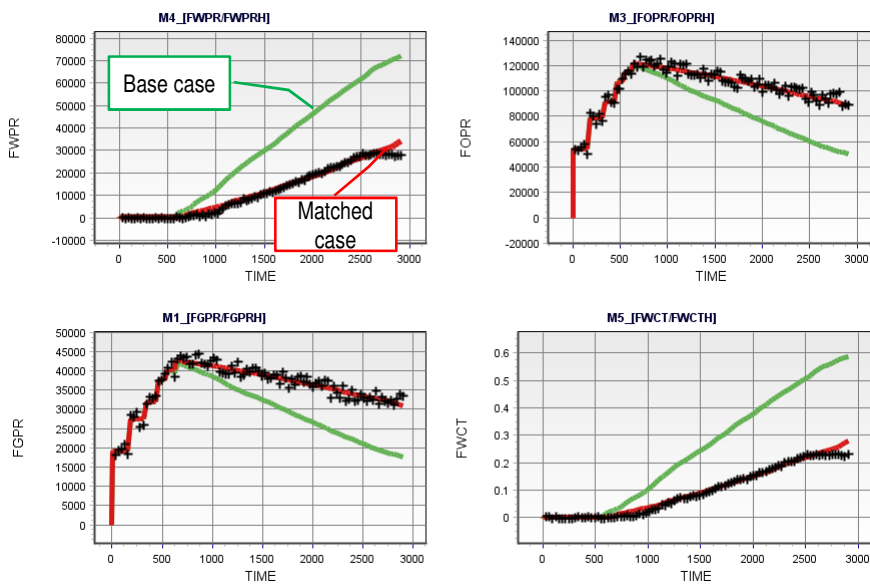 M4_[FWPR/FWPRH]
80000
70000
60000
50000
40000
30000
20000
10000
0
-10000
FWPR
Base case
Matched
case
0 500 1000 1500 2000 2500 3000
TIME
M3_[FOPR/FOPRH]
140000
120000
100000
80000
60000
40000
20000
0
-20000
FOPR
0 500 1000 1500 2000 2500 3000
TIME
M1_[FGPR/FGPRH]
50000
45000
40000
35000
30000
25000
20000
15000
10000
5000
0
FGPR
0 500 1000 1500 2000 2500 3000
TIME
M5_[FWCT/FWCTH]
0.6
0.5
0.4
0.3
0.2
0.1
0
FWCT
0 500 1000 1500 2000 2500 3000
TIME